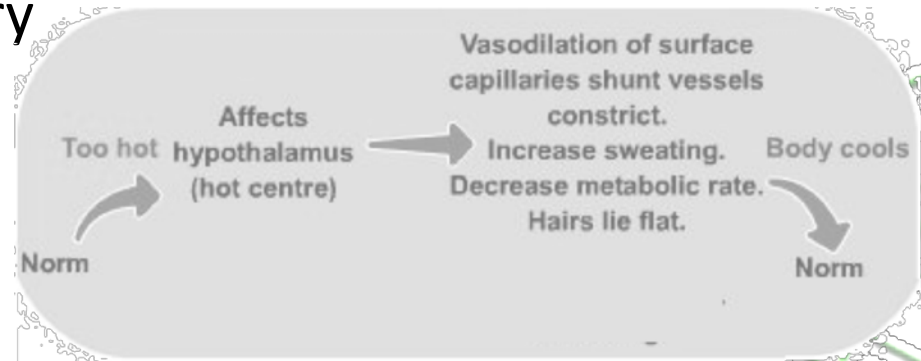 ry
Vasodilation of surface
capillaries shunt vessels
constrict.
Increase sweating.
Decrease metabolic rate.
Hairs lie flat.
Affects
hypothalamus
(hot centre)
Too hot
Body cools
Norm
Norm